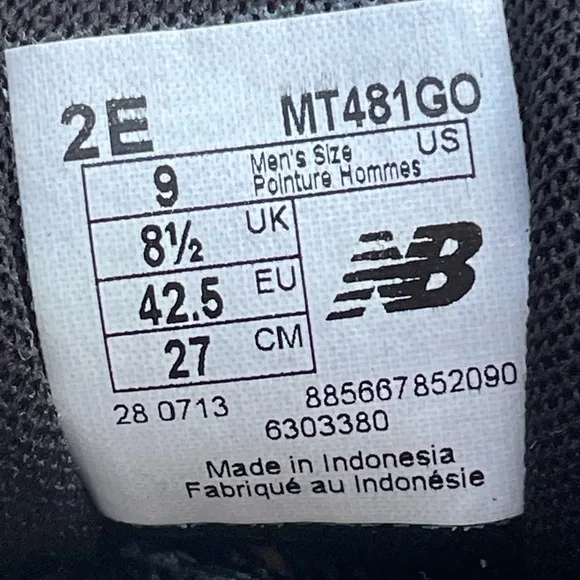 2E MT481GO
9 Men's Size US
Pointure Hommes
8½ UK
42.5 EU
NB
27 CM
28 0713 885667852090
6303380
Made in Indonesia
Fabriqué au Indonésie